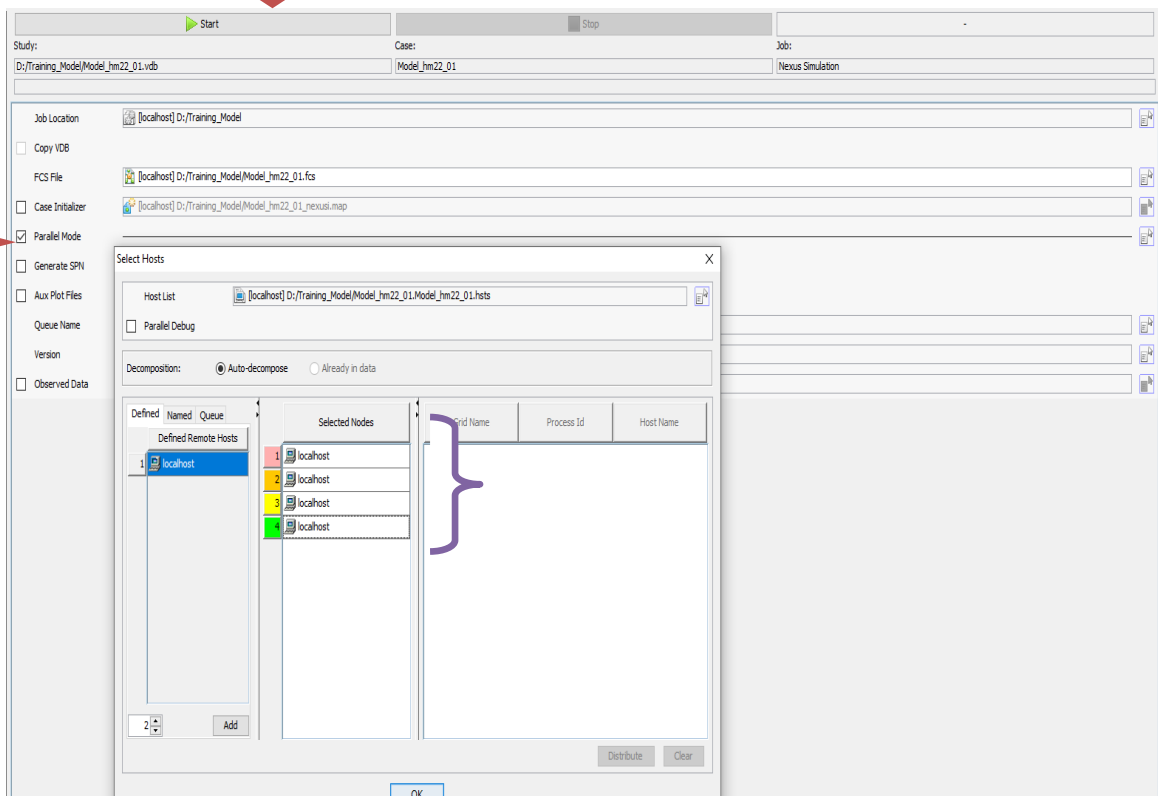 Start
Stop
-
Study:
Case:
Job:
D:/Training_Model/Model_hm22_01.vdb
Model_hm22_01
Nexus Simulation
Job Location
[localhost] D:/Training_Model
Copy VDB
FCS File
[localhost] D:/Training_Model/Model_hm22_01.fcs
Case Initializer
[localhost] D:/Training_Model/Model_hm22_01_nexusi.map
Parallel Mode
Generate SPN
Aux Plot Files
Queue Name
Version
Observed Data
Select Hosts
X
Host List
[localhost] D:/Training_Model/Model_hm22_01.Model_hm22_01.hsts
Parallel Debug
Decomposition:
Auto-decompose
Already in data
Defined
Named
Queue
Defined Remote Hosts
1 localhost
Selected Nodes
1 localhost
2 localhost
3 localhost
4 localhost
Grid Name
Process Id
Host Name
2
Add
Distribute
Clear
OK